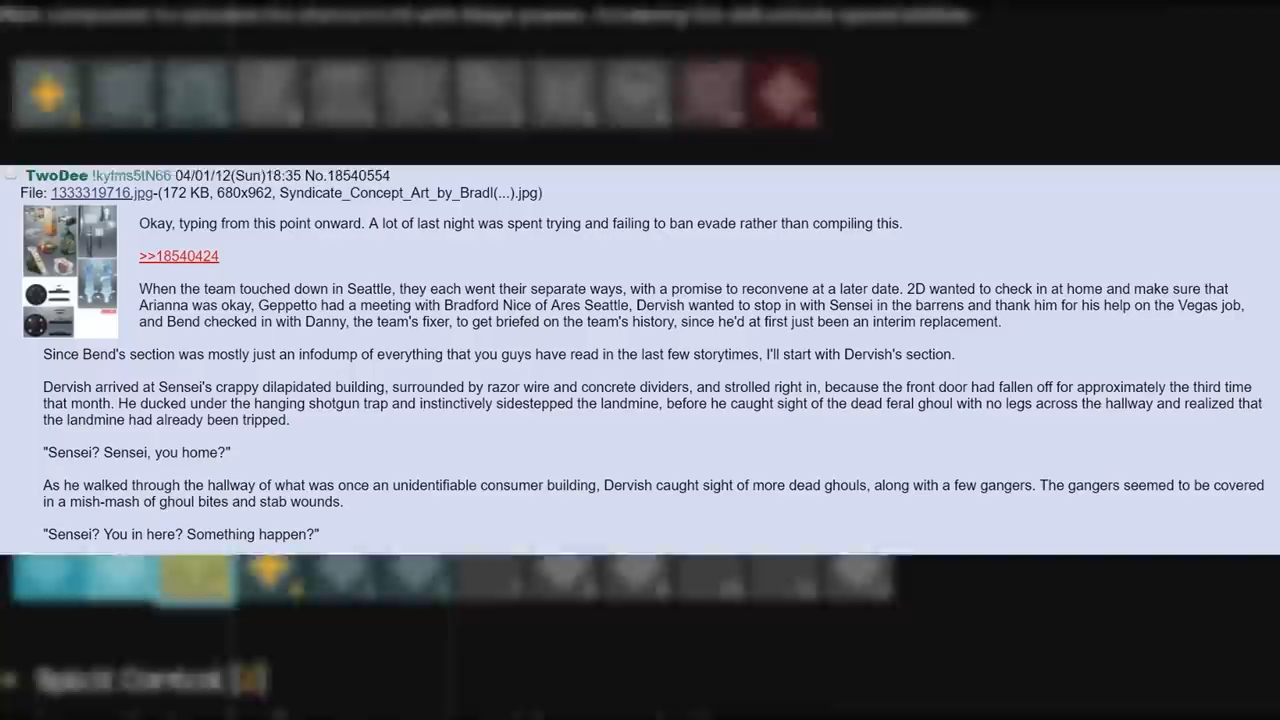 TwoDee !kyfms5tN66 04/01/12(Sun)18:35 No.18540554
File: 1333319716.jpg-(172 KB, 680x962, Syndicate_Concept_Art_by_Bradl(...).jpg)
Okay, typing from this point onward. A lot of last night was spent trying and failing to ban evade rather than compiling this.
>>18540424
When the team touched down in Seattle, they each went their separate ways, with a promise to reconvene at a later date. 2D wanted to check in at home and make sure that
Arianna was okay, Geppetto had a meeting with Bradford Nice of Ares Seattle, Dervish wanted to stop in with Sensei in the barrens and thank him for his help on the Vegas job,
and Bend checked in with Danny, the team's fixer, to get briefed on the team's history, since he'd at first just been an interim replacement.
Since Bend's section was mostly just an infodump of everything that you guys have read in the last few storytimes, I'll start with Dervish's section.
Dervish arrived at Sensei's crappy dilapidated building, surrounded by razor wire and concrete dividers, and strolled right in, because the front door had fallen off for approximately the third time
that month. He ducked under the hanging shotgun trap and instinctively sidestepped the landmine, before he caught sight of the dead feral ghoul with no legs across the hallway and realized that
the landmine had already been tripped.
"Sensei? Sensei, you home?"
As he walked through the hallway of what was once an unidentifiable consumer building, Dervish caught sight of more dead ghouls, along with a few gangers. The gangers seemed to be covered
in a mish-mash of ghoul bites and stab wounds.
"Sensei? You in here? Something happen?"
Spirit Control